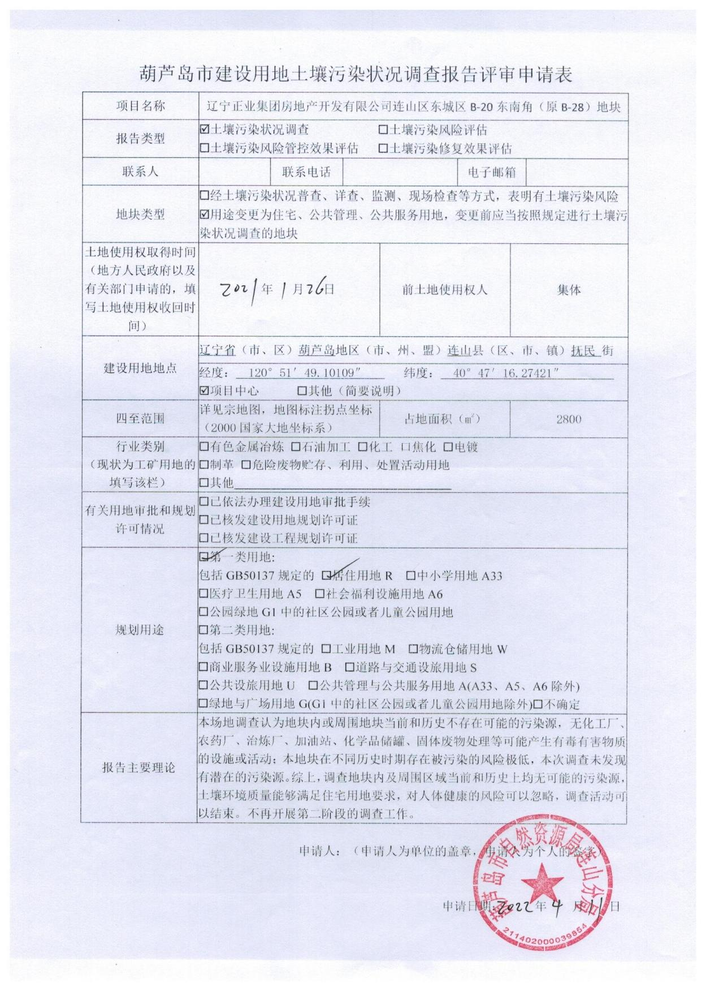 葫芦岛市建设用地土壤污染状况调查报告评审申请表
项目名称 辽宁正业集团房地产开发有限公司连山区东城区 B-20 东南角（原 B-28）地块
报告类型
☑土壤污染状况调查 □土壤污染风险评估
□土壤污染风险管控效果评估 □土壤污染修复效果评估
联系人 联系电话 电子邮箱
地块类型
□经土壤污染状况普查、详查、监测、现场检查等方式，表明有土壤污染风险
☑用途变更为住宅、公共管理、公共服务用地，变更前应当按照规定进行土壤污
染状况调查的地块
土地使用权取得时间
（地方人民政府以及
有关部门申请的，填
写土地使用权收回时
间）
2021年1月26日 前土地使用权人 集体
建设用地地点
辽宁省（市、区）葫芦岛地区（市、州、盟）连山县（区、市、镇）抚民 街
经度： 120° 51′ 49.10109″ 纬度： 40° 47′ 16.27421″
☑项目中心 □其他（简要说明）
四至范围
详见宗地图，地图标注拐点坐标
（2000 国家大地坐标系）
占地面积（㎡） 2800
行业类别
（现状为工矿用地的
填写该栏）
□有色金属冶炼 □石油加工 □化工 □焦化 □电镀
□制革 □危险废物贮存、利用、处置活动用地
□其他
有关用地审批和规划
许可情况
□已依法办理建设用地审批手续
□已核发建设用地规划许可证
□已核发建设工程规划许可证
规划用途
☑第一类用地:
包括 GB50137 规定的 ☑居住用地 R □中小学用地 A33
□医疗卫生用地 A5 □社会福利设施用地 A6
□公园绿地 G1 中的社区公园或者儿童公园用地
□第二类用地:
包括 GB50137 规定的 □工业用地 M □物流仓储用地 W
□商业服务业设施用地 B □道路与交通设旅用地 S
□公共设旅用地 U □公共管理与公共服务用地 A(A33、A5、A6 除外)
□绿地与广场用地 G(G1 中的社区公园或者儿童公园用地除外)□不确定
报告主要理论
本场地调查认为地块内或周围地块当前和历史不存在可能的污染源，无化工厂、
农药厂、治炼厂、加油站、化学品储罐、固体废物处理等可能产生有毒有害物质
的设施或活动；本地块在不同历史时期存在被污染的风险极低，本次调查未发现
有潜在的污染源。综上，调查地块内及周围区域当前和历史上均无可能的污染源，
土壤环境质量能够满足住宅用地要求，对人体健康的风险可以忽略，调查活动可
以结束。不再开展第二阶段的调查工作。
申请人：（申请人为单位的盖章，申请人为个人的签字）
葫芦岛市自然资源局连山分局
申请日期:2022年4月11日
211402000039854